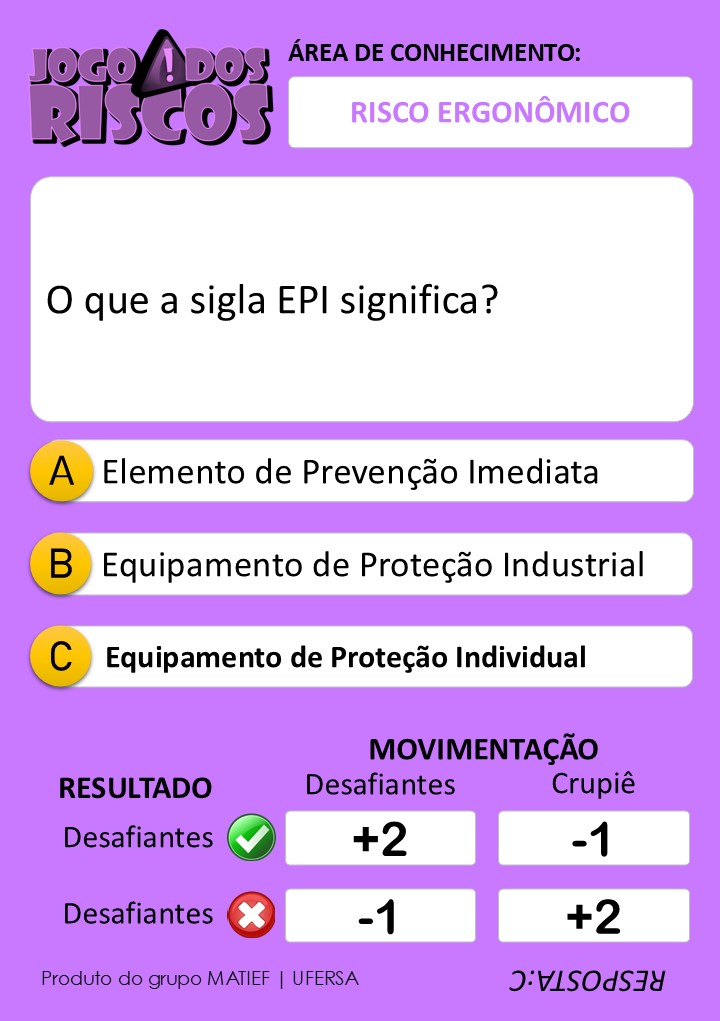 JOGO DOS
RISCOS
ÁREA DE CONHECIMENTO:
RISCO ERGONÔMICO
O que a sigla EPI significa?
A Elemento de Prevenção Imediata
B Equipamento de Proteção Industrial
C Equipamento de Proteção Individual
MOVIMENTAÇÃO
RESULTADO Desafiantes Crupiê
Desafiantes +2 -1
Desafiantes -1 +2
Produto do grupo MATIEF | UFERSA RESPOSTA:C